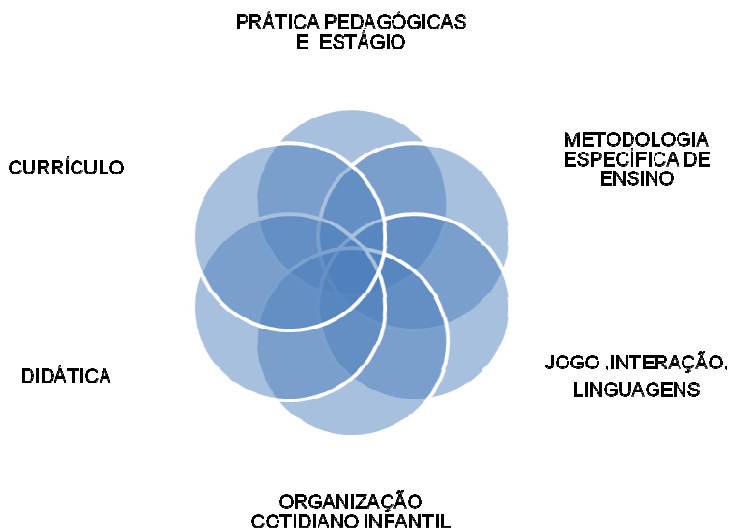 PRÁTICA PEDAGÓGICAS
E ESTÁGIO
METODOLOGIA
ESPECÍFICA DE
ENSINO
CURRÍCULO
JOGO ,INTERAÇÃO,
LINGUAGENS
DIDÁTICA
ORGANIZAÇÃO
COTIDIANO INFANTIL